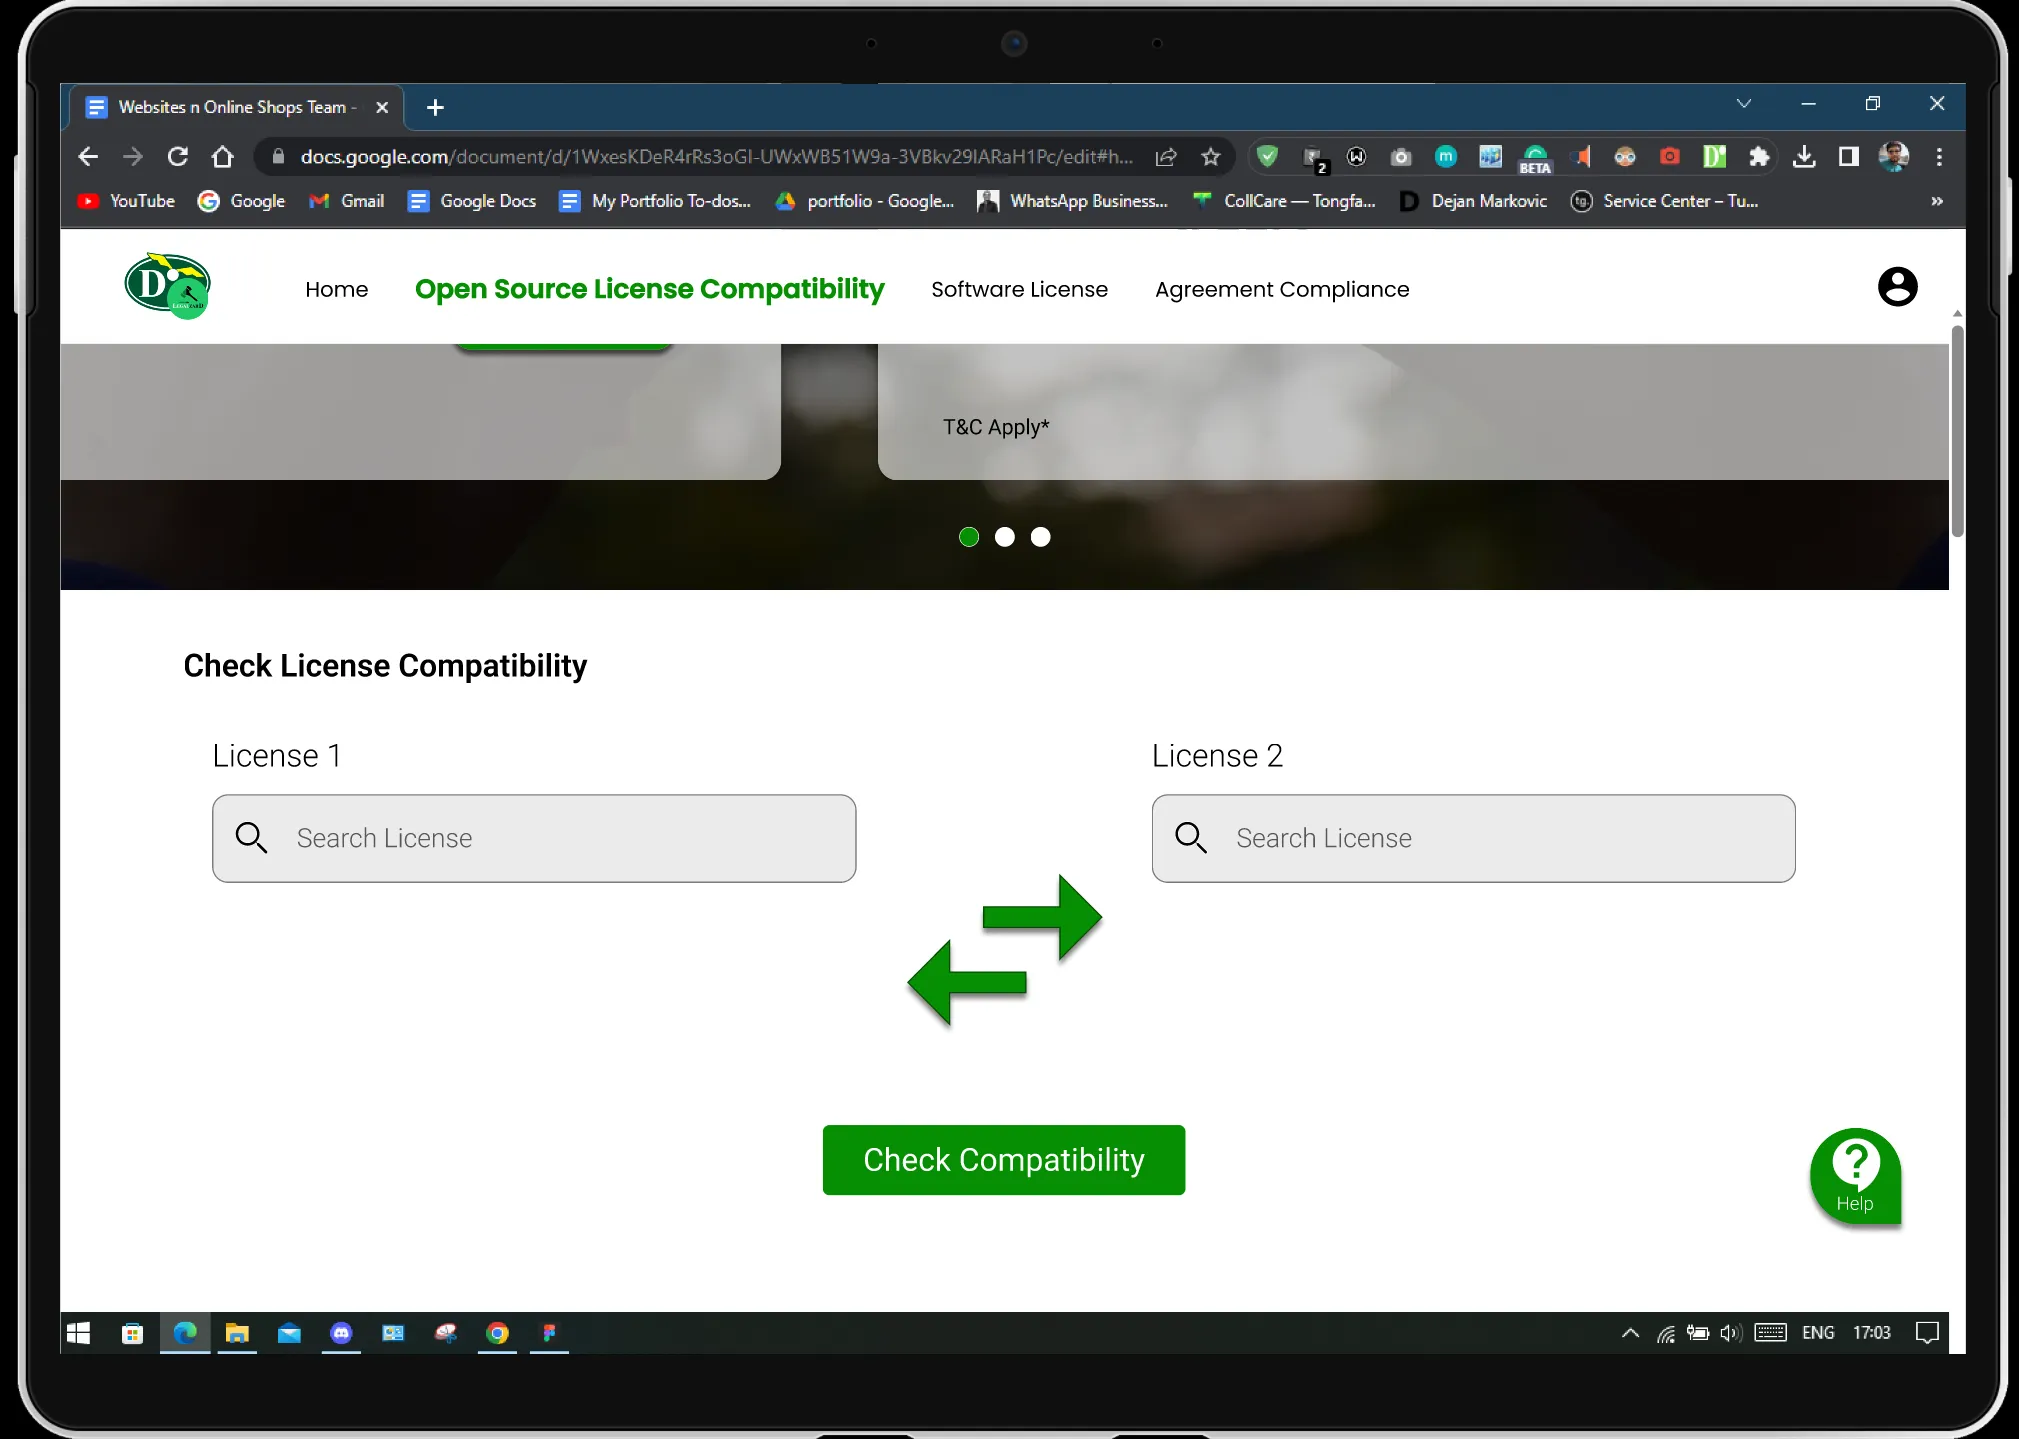 Websites n Online Shops Team -
docs.google.com/document/d/1WxesKDeR4rRs3oGI-UWxWB51W9a-3VBkv29lARaH1Pc/edit#h...
2
BETA
YouTube Google Gmail Google Docs My Portfolio To-dos... portfolio - Google... WhatsApp Business... CollCare — Tongfa... Dejan Markovic tg. Service Center – Tu... »
D
Home Open Source License Compatibility Software License Agreement Compliance
T&C Apply*
Check License Compatibility
License 1 License 2
Search License Search License
Check Compatibility
Help
ENG 17:03